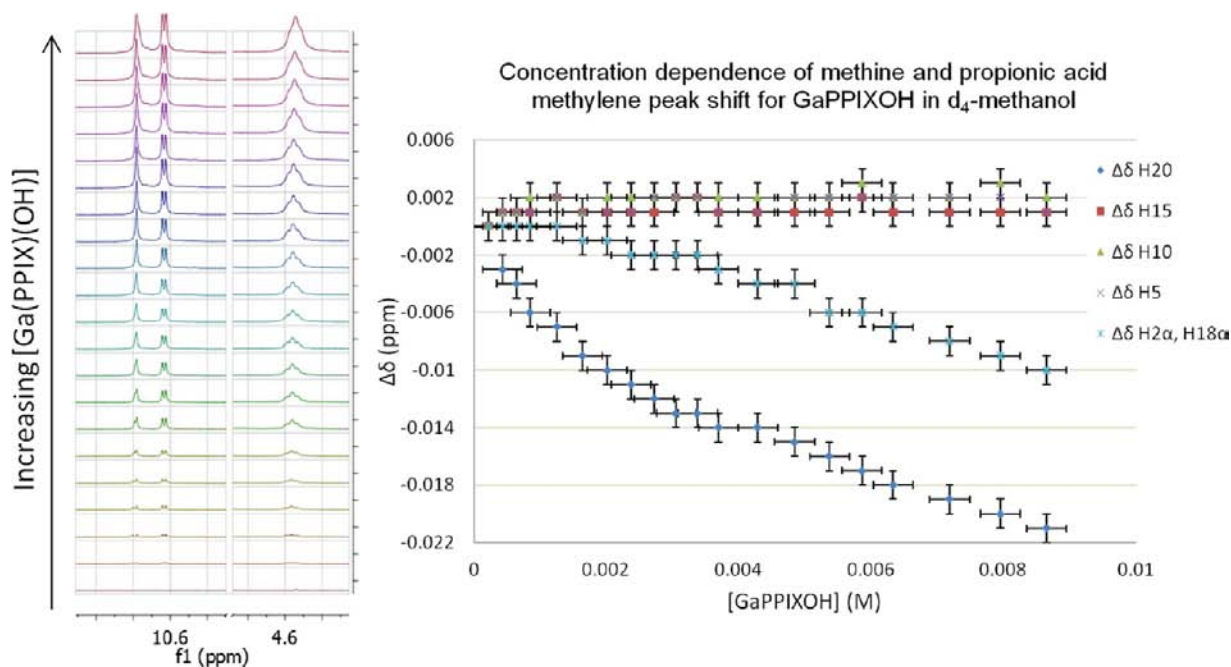 Increasing [Ga(PPIX)(OH)]
10.6
4.6
f1 (ppm)
Concentration dependence of methine and propionic acid
methylene peak shift for GaPPIXOH in d₄-methanol
Δδ (ppm)
0.006
0.002
-0.002
-0.006
-0.01
-0.014
-0.018
-0.022
0
0.002
0.004
0.006
0.008
0.01
[GaPPIXOH] (M)
Δδ H20
Δδ H15
Δδ H10
Δδ H5
Δδ H2α, H18α